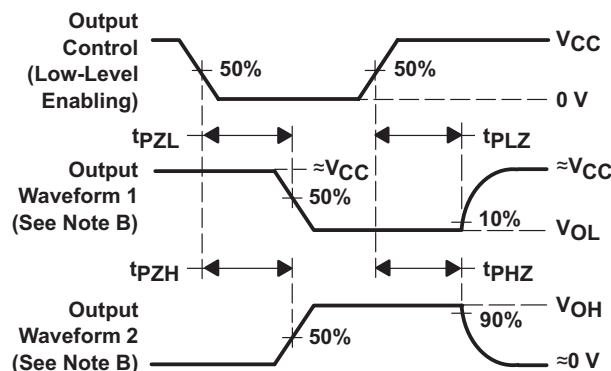 Output
Control
(Low-Level
Enabling)
50%
50%
VCC
0 V
tPZL
tPLZ
Output
Waveform 1
(See Note B)
≈VCC
50%
≈VCC
10%
VOL
tPZH
tPHZ
Output
Waveform 2
(See Note B)
50%
VOH
90%
≈0 V